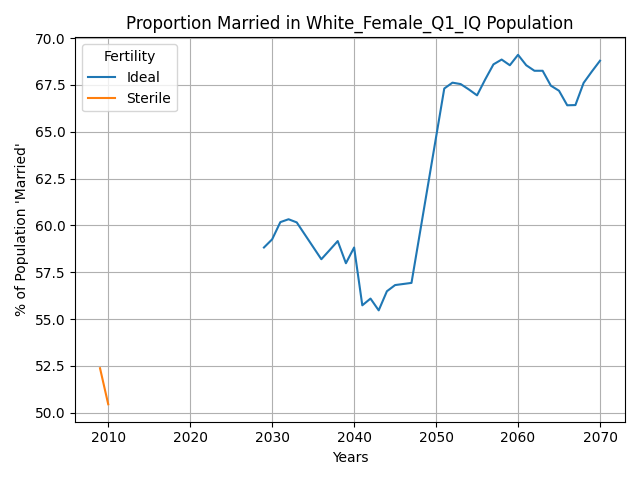 Proportion Married in White_Female_Q1_IQ Population
% of Population 'Married'
70.0
67.5
65.0
62.5
60.0
57.5
55.0
52.5
50.0
Fertility
Ideal
Sterile
2010 2020 2030 2040 2050 2060 2070
Years